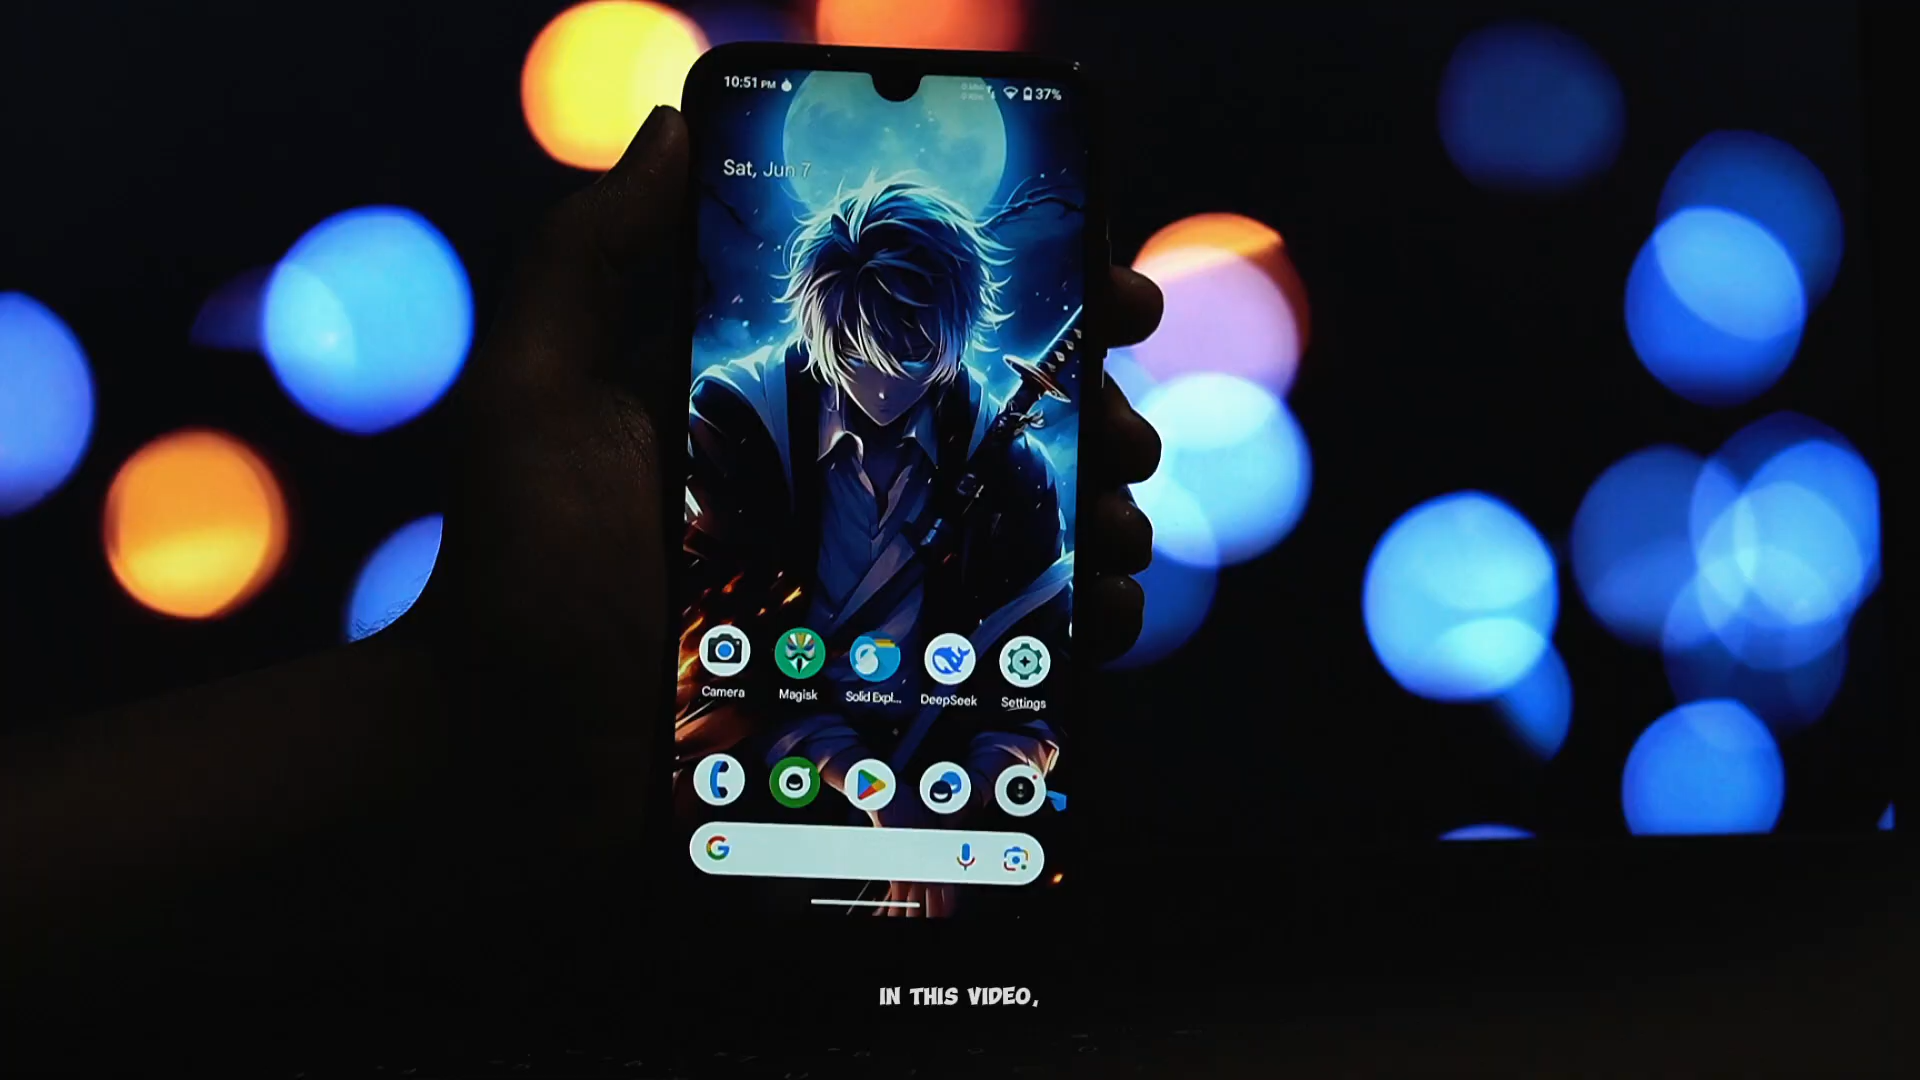 10:51 PM
37%
Sat, Jun 7
Camera
Magisk
Solid Expl...
DeepSeek
Settings
IN THIS VIDEO,